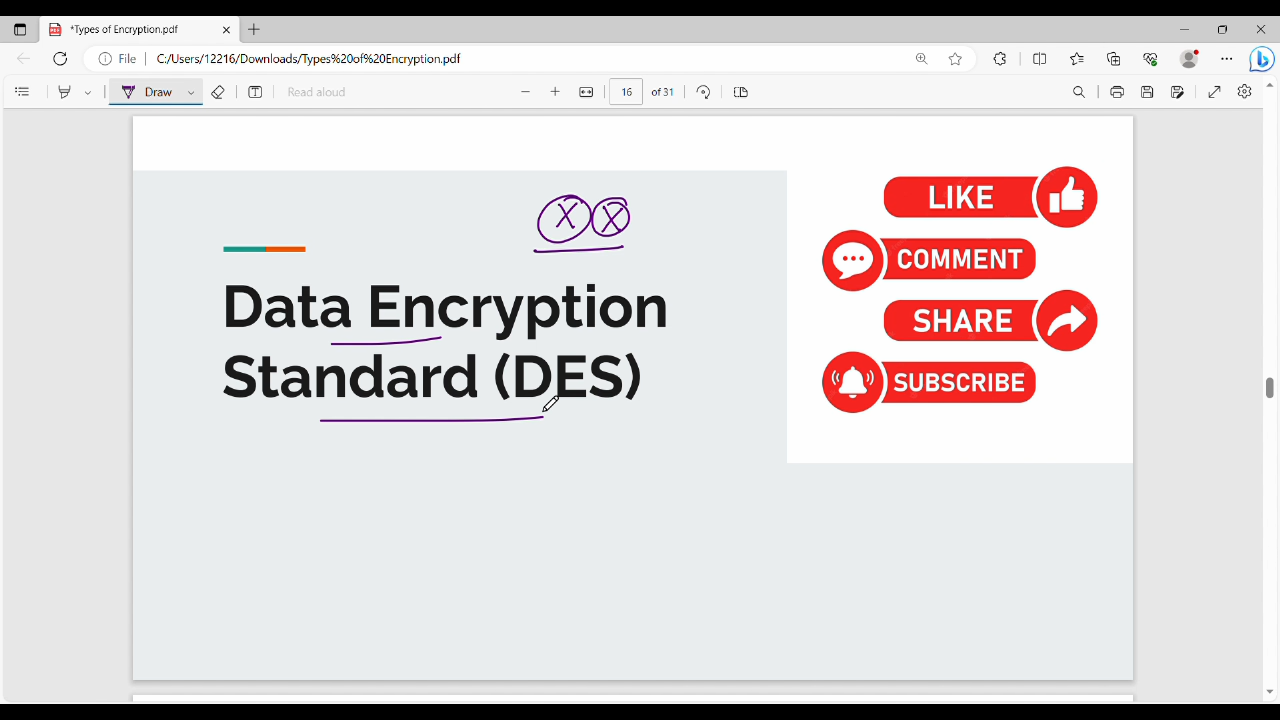 *Types of Encryption.pdf
File
C:/Users/12216/Downloads/Types%20of%20Encryption.pdf
Draw
Read aloud
16 of 31
X X
Data Encryption
Standard (DES)
LIKE
COMMENT
SHARE
SUBSCRIBE